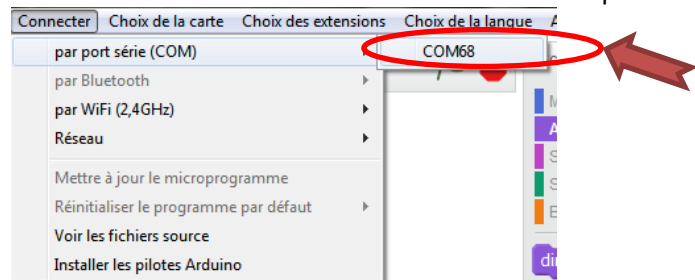 Connecter Choix de la carte Choix des extensions Choix de la langue
par port série (COM) COM68
par Bluetooth
par WiFi (2,4GHz)
Réseau
Mettre à jour le microprogramme
Réinitialiser le programme par défaut
Voir les fichiers source
Installer les pilotes Arduino